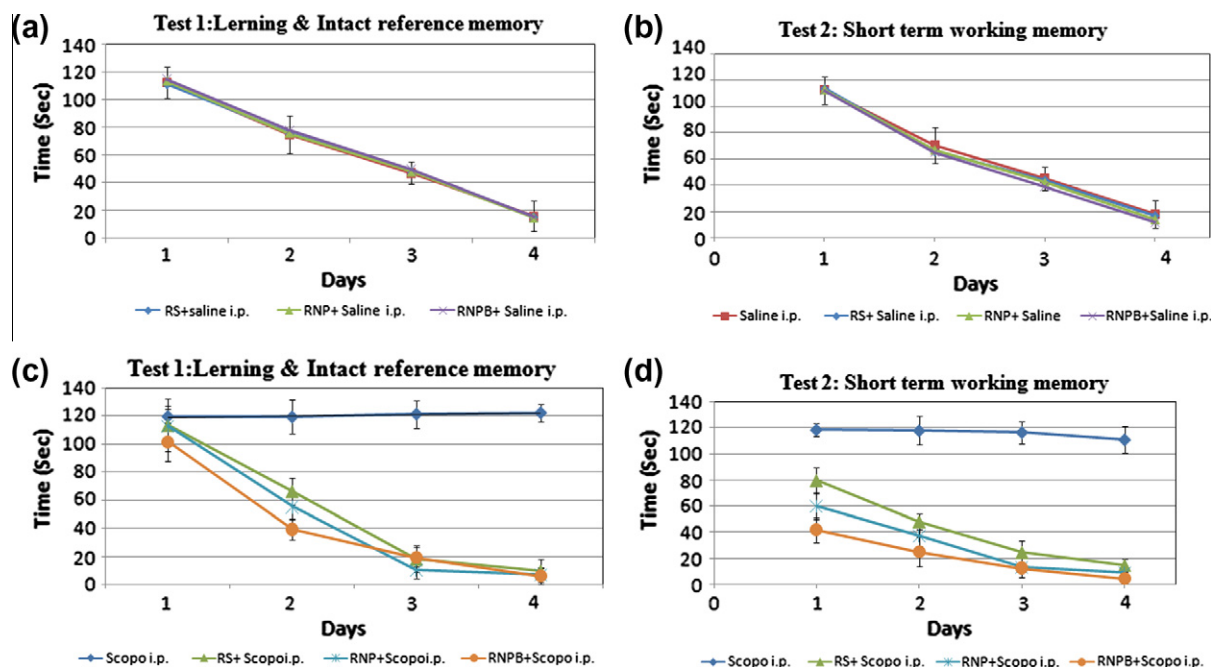 (a)
Test 1:Lerning & Intact reference memory
Time (Sec)
140
120
100
80
60
40
20
0
1 2 3 4
Days
RS+saline i.p. RNP+ Saline i.p. RNPB+ Saline i.p.
(b)
Test 2: Short term working memory
Time (Sec)
140
120
100
80
60
40
20
0
0 1 2 3 4
Days
Saline i.p. RS+ Saline i.p. RNP+ Saline RNPB+Saline i.p.
(c)
Test 1:Lerning & Intact reference memory
Time (Sec)
140
120
100
80
60
40
20
0
1 2 3 4
Days
Scopo i.p. RS+ Scopoi.p. RNP+Scopoi.p. RNPB+Scopo i.p.
(d)
Test 2: Short term working memory
Time (Sec)
140
120
100
80
60
40
20
0
0 1 2 3 4
Days
Scopo i.p. RS+ Scopo i.p. RNP+Scopo i.p. RNPB+Scopo i.p.